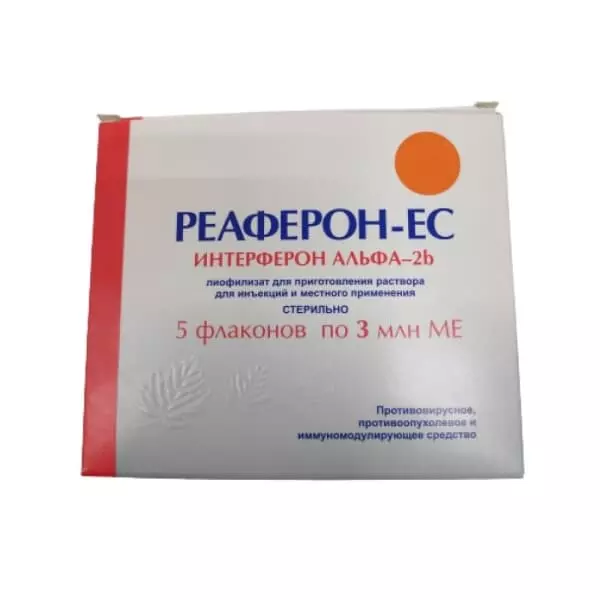 РЕАФЕРОН-ЕС
ИНТЕРФЕРОН АЛЬФА–2b
лиофилизат для приготовления раствора
для инъекций и местного применения
СТЕРИЛЬНО
5 флаконов по 3 млн МЕ
Противовирусное,
противоопухолевое и
иммуномодулирующее средство